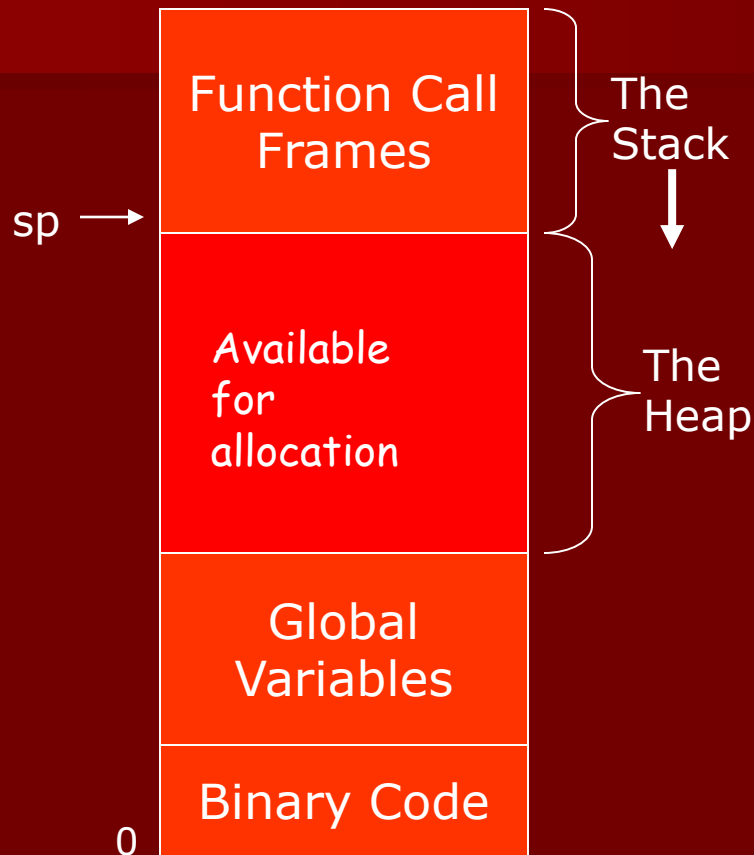 Function Call
Frames
The
Stack
sp
Available
for
allocation
The
Heap
Global
Variables
Binary Code
0